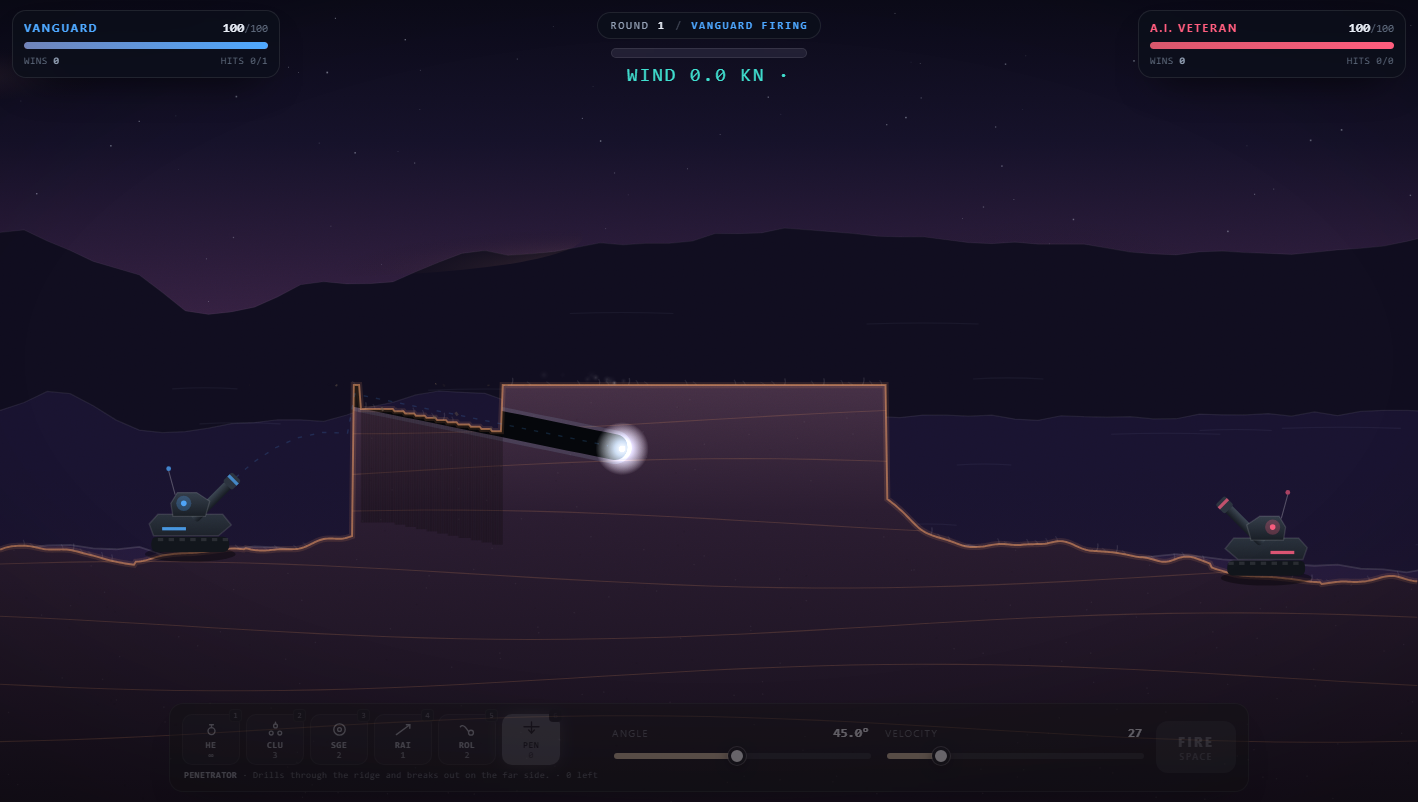 VANGUARD 100/100
WINS 0 HITS 0/1
ROUND 1 / VANGUARD FIRING
WIND 0.0 KN ·
A.I. VETERAN 100/100
WINS 0 HITS 0/0
1 2 3 4 5
HE CLU SGE RAI ROL PEN
∞ 3 2 1 2 0
PENETRATOR · Drills through the ridge and breaks out on the far side. · 0 left
ANGLE 45.0°
VELOCITY 27
FIRE
SPACE